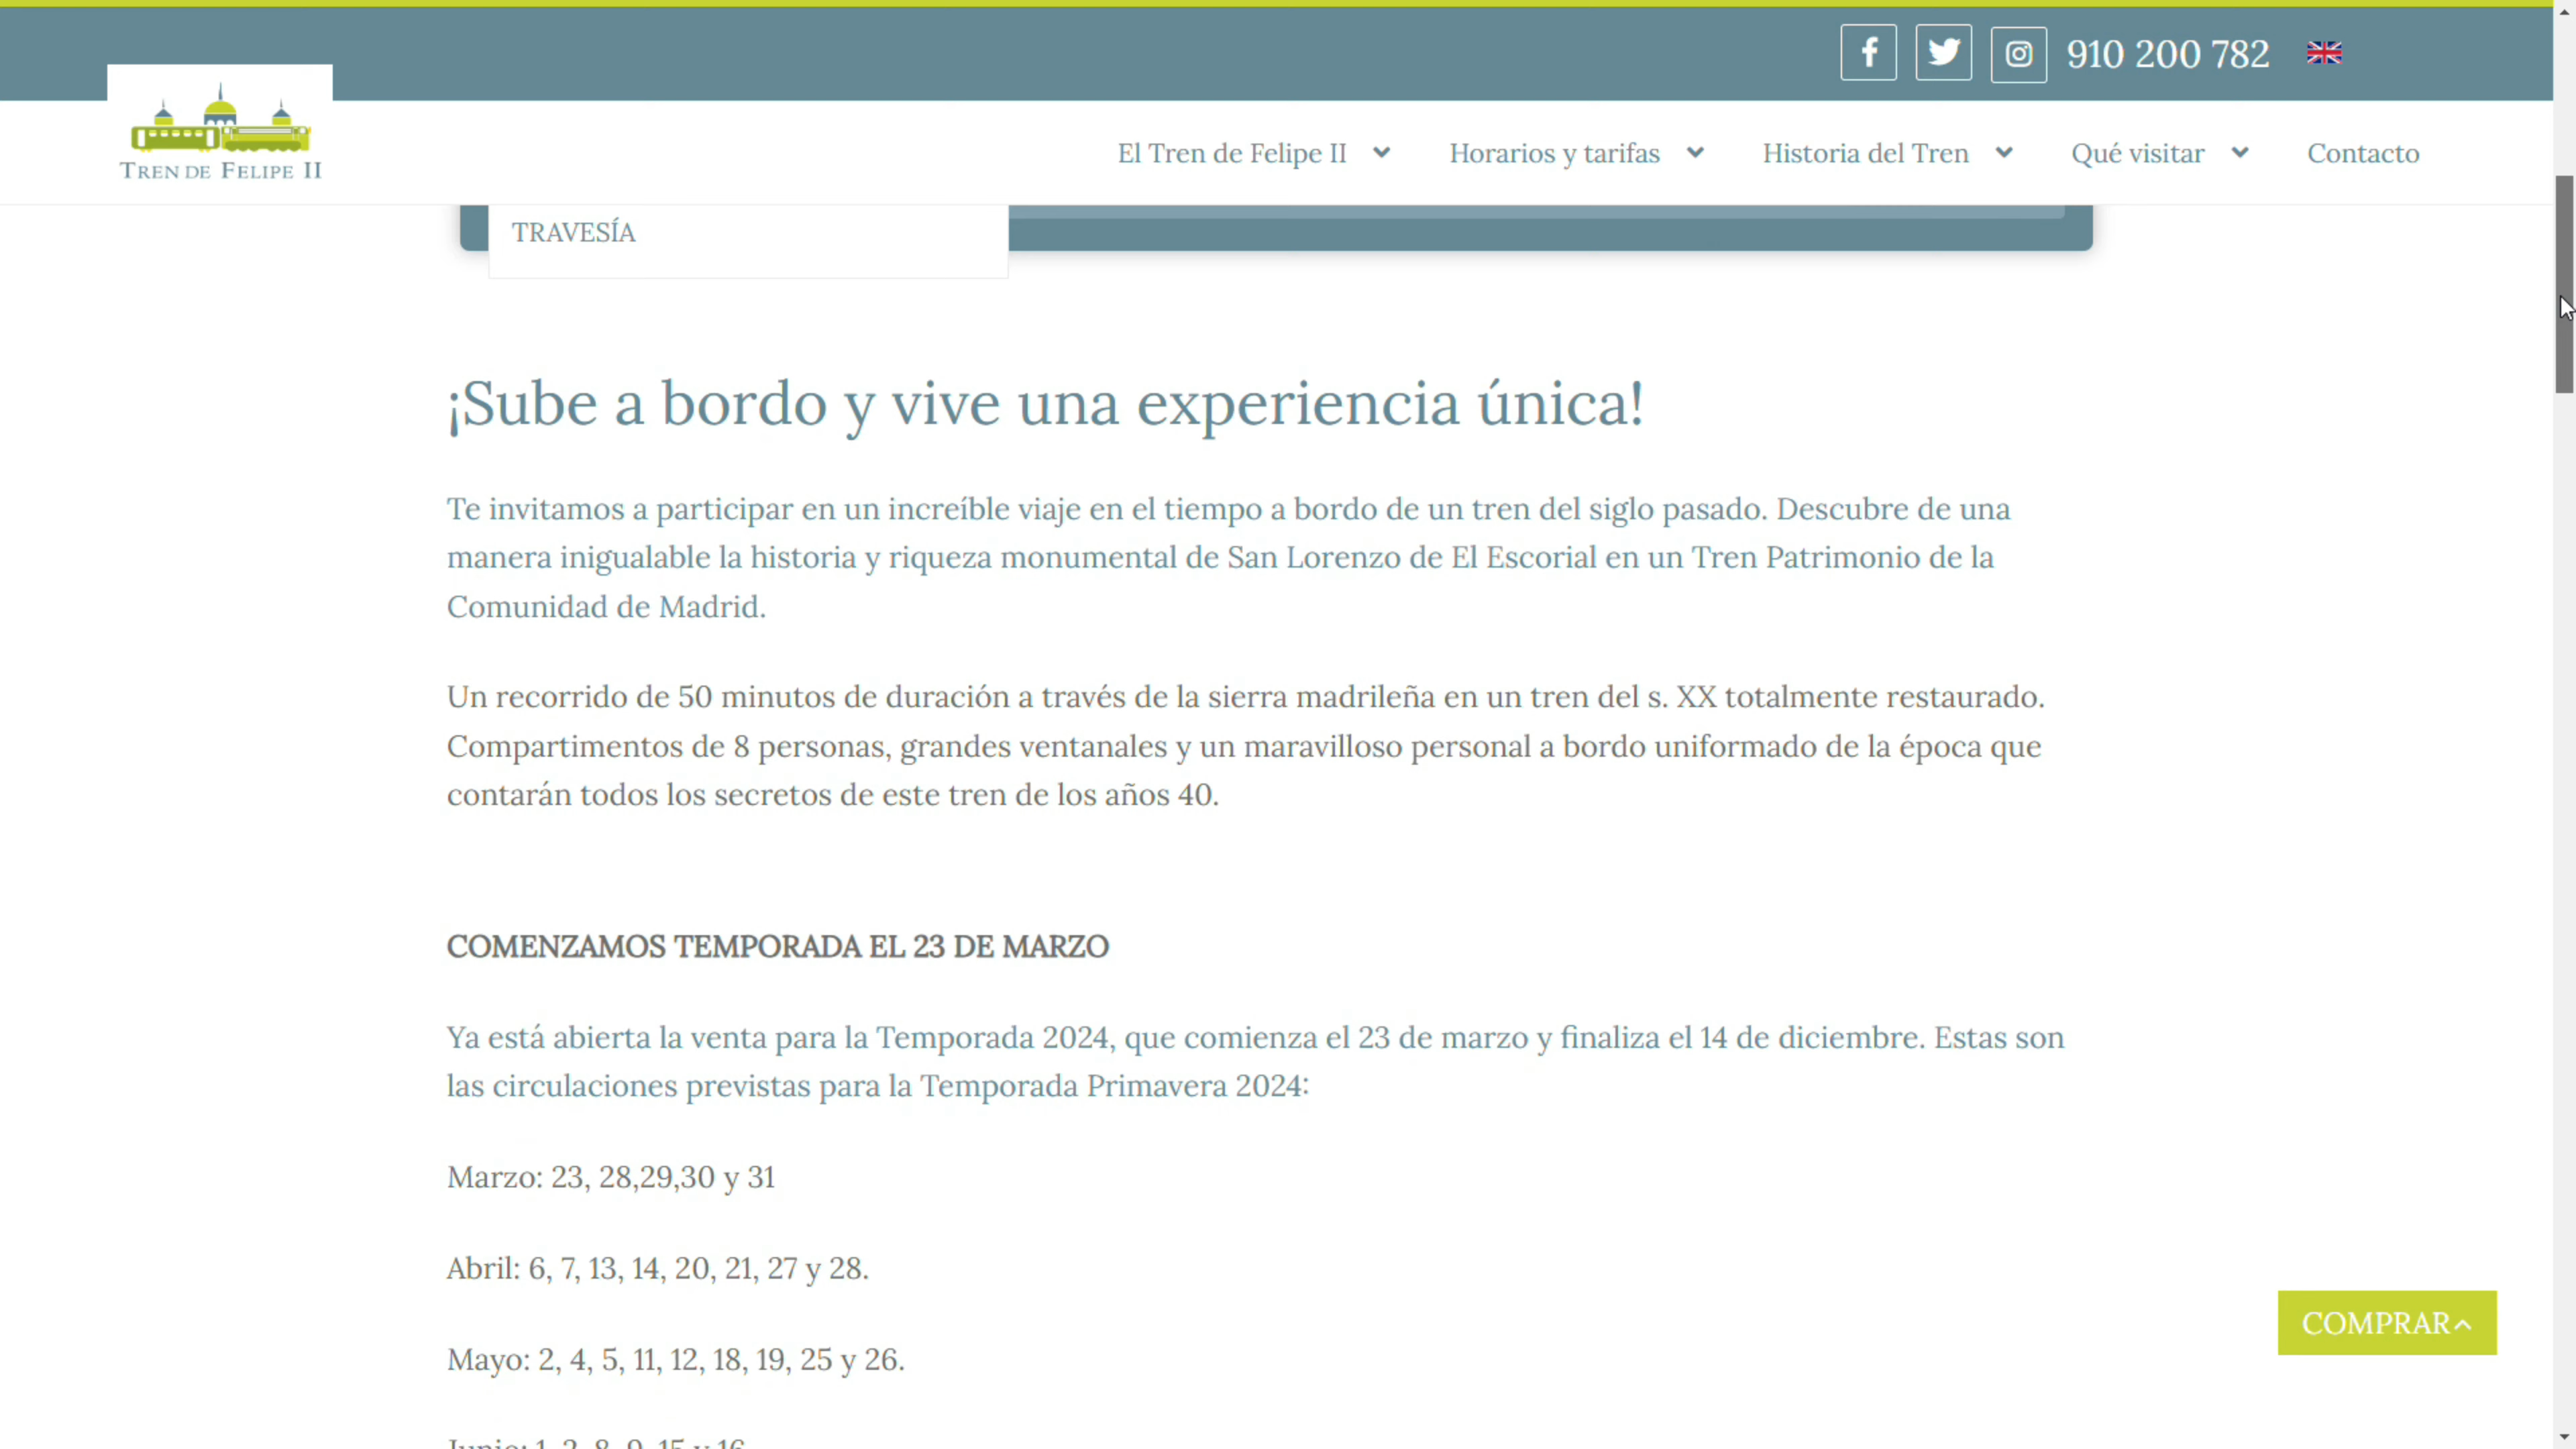 910 200 782
TREN DE FELIPE II
El Tren de Felipe II
Horarios y tarifas
Historia del Tren
Qué visitar
Contacto
TRAVESÍA
¡Sube a bordo y vive una experiencia única!
Te invitamos a participar en un increíble viaje en el tiempo a bordo de un tren del siglo pasado. Descubre de una
manera inigualable la historia y riqueza monumental de San Lorenzo de El Escorial en un Tren Patrimonio de la
Comunidad de Madrid.
Un recorrido de 50 minutos de duración a través de la sierra madrileña en un tren del s. XX totalmente restaurado.
Compartimentos de 8 personas, grandes ventanales y un maravilloso personal a bordo uniformado de la época que
contarán todos los secretos de este tren de los años 40.
COMENZAMOS TEMPORADA EL 23 DE MARZO
Ya está abierta la venta para la Temporada 2024, que comienza el 23 de marzo y finaliza el 14 de diciembre. Estas son
las circulaciones previstas para la Temporada Primavera 2024:
Marzo: 23, 28,29,30 y 31
Abril: 6, 7, 13, 14, 20, 21, 27 y 28.
COMPRAR
Mayo: 2, 4, 5, 11, 12, 18, 19, 25 y 26.
Junio: 1, 2, 8, 9, 15 y 16